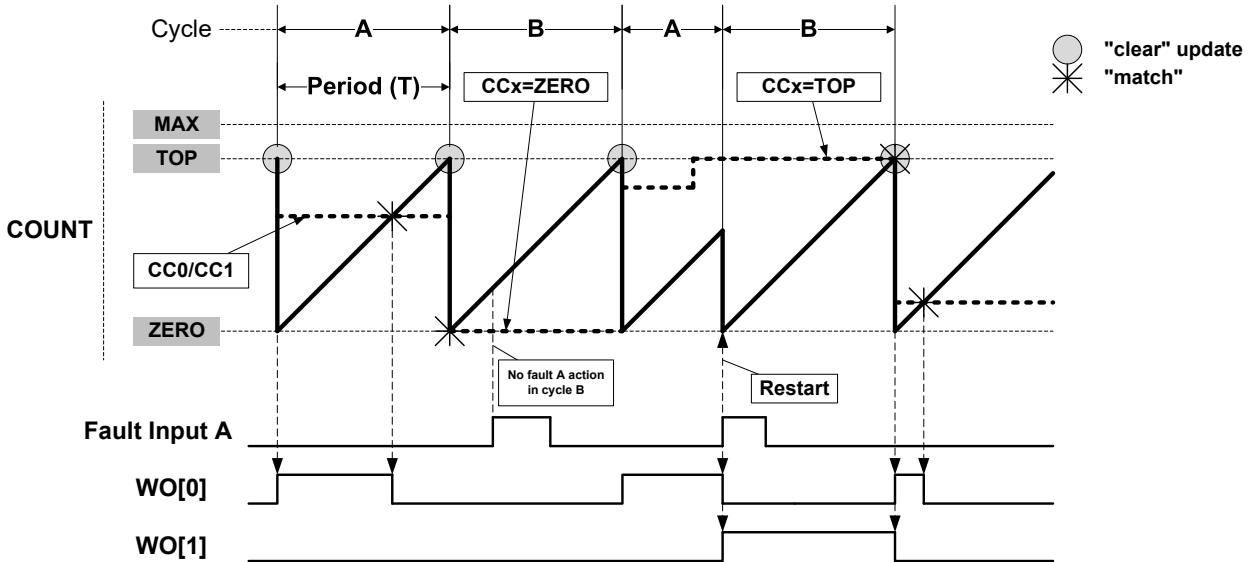 Cycle
A
B
A
B
"clear" update
"match"
Period (T)
CCx=ZERO
CCx=TOP
MAX
TOP
COUNT
CC0/CC1
ZERO
No fault A action
in cycle B
Restart
Fault Input A
WO[0]
WO[1]